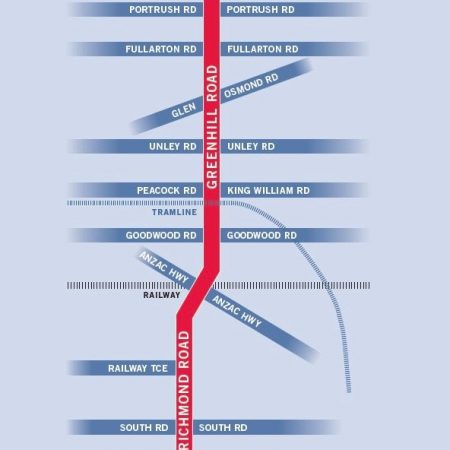 PORTRUSH RD PORTRUSH RD
FULLARTON RD FULLARTON RD
GLEN OSMOND RD
GREENHILL ROAD
UNLEY RD UNLEY RD
PEACOCK RD KING WILLIAM RD
TRAMLINE
GOODWOOD RD GOODWOOD RD
ANZAC HWY
RAILWAY
ANZAC HWY
RICHMOND ROAD
RAILWAY TCE
SOUTH RD SOUTH RD